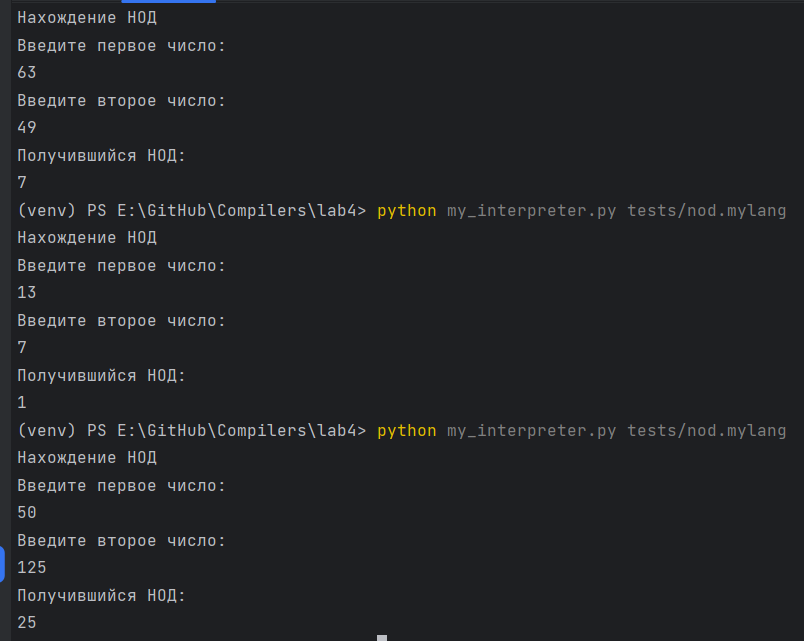 Нахождение НОД
Введите первое число:
63
Введите второе число:
49
Получившийся НОД:
7
(venv) PS E:\GitHub\Compilers\lab4> python my_interpreter.py tests/nod.mylang
Нахождение НОД
Введите первое число:
13
Введите второе число:
7
Получившийся НОД:
1
(venv) PS E:\GitHub\Compilers\lab4> python my_interpreter.py tests/nod.mylang
Нахождение НОД
Введите первое число:
50
Введите второе число:
125
Получившийся НОД:
25